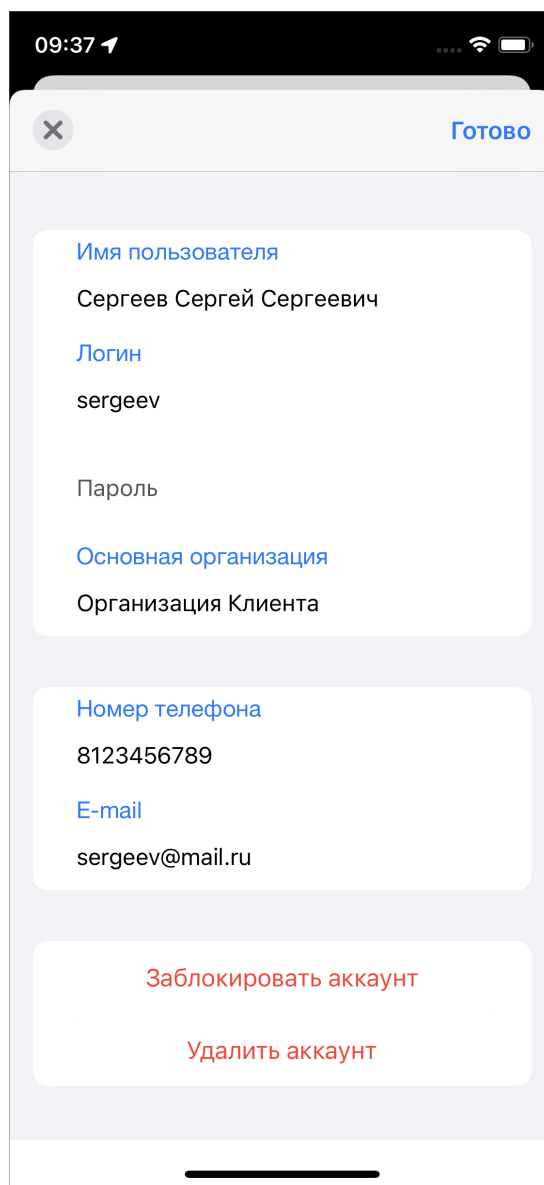 09:37
Готово
Имя пользователя
Сергеев Сергей Сергеевич
Логин
sergeev
Пароль
Основная организация
Организация Клиента
Номер телефона
8123456789
E-mail
sergeev@mail.ru
Заблокировать аккаунт
Удалить аккаунт